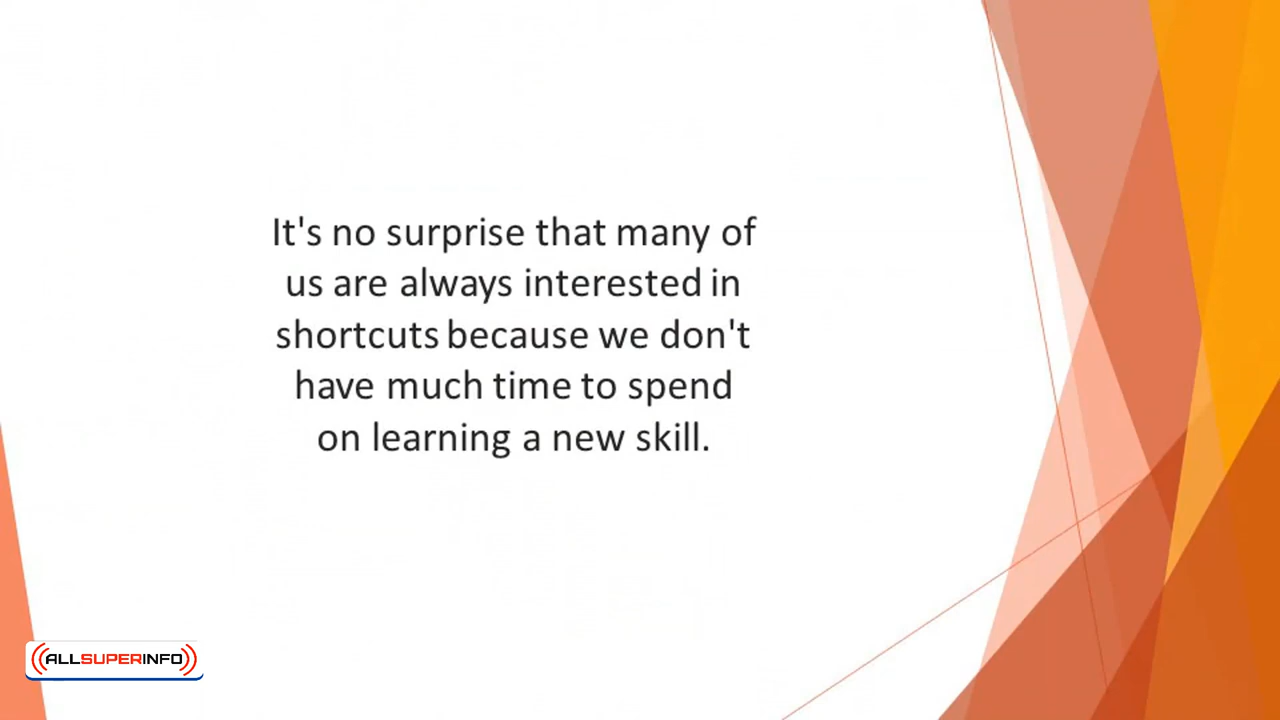 It's no surprise that many of
us are always interested in
shortcuts because we don't
have much time to spend
on learning a new skill.
ALLSUPERINFO